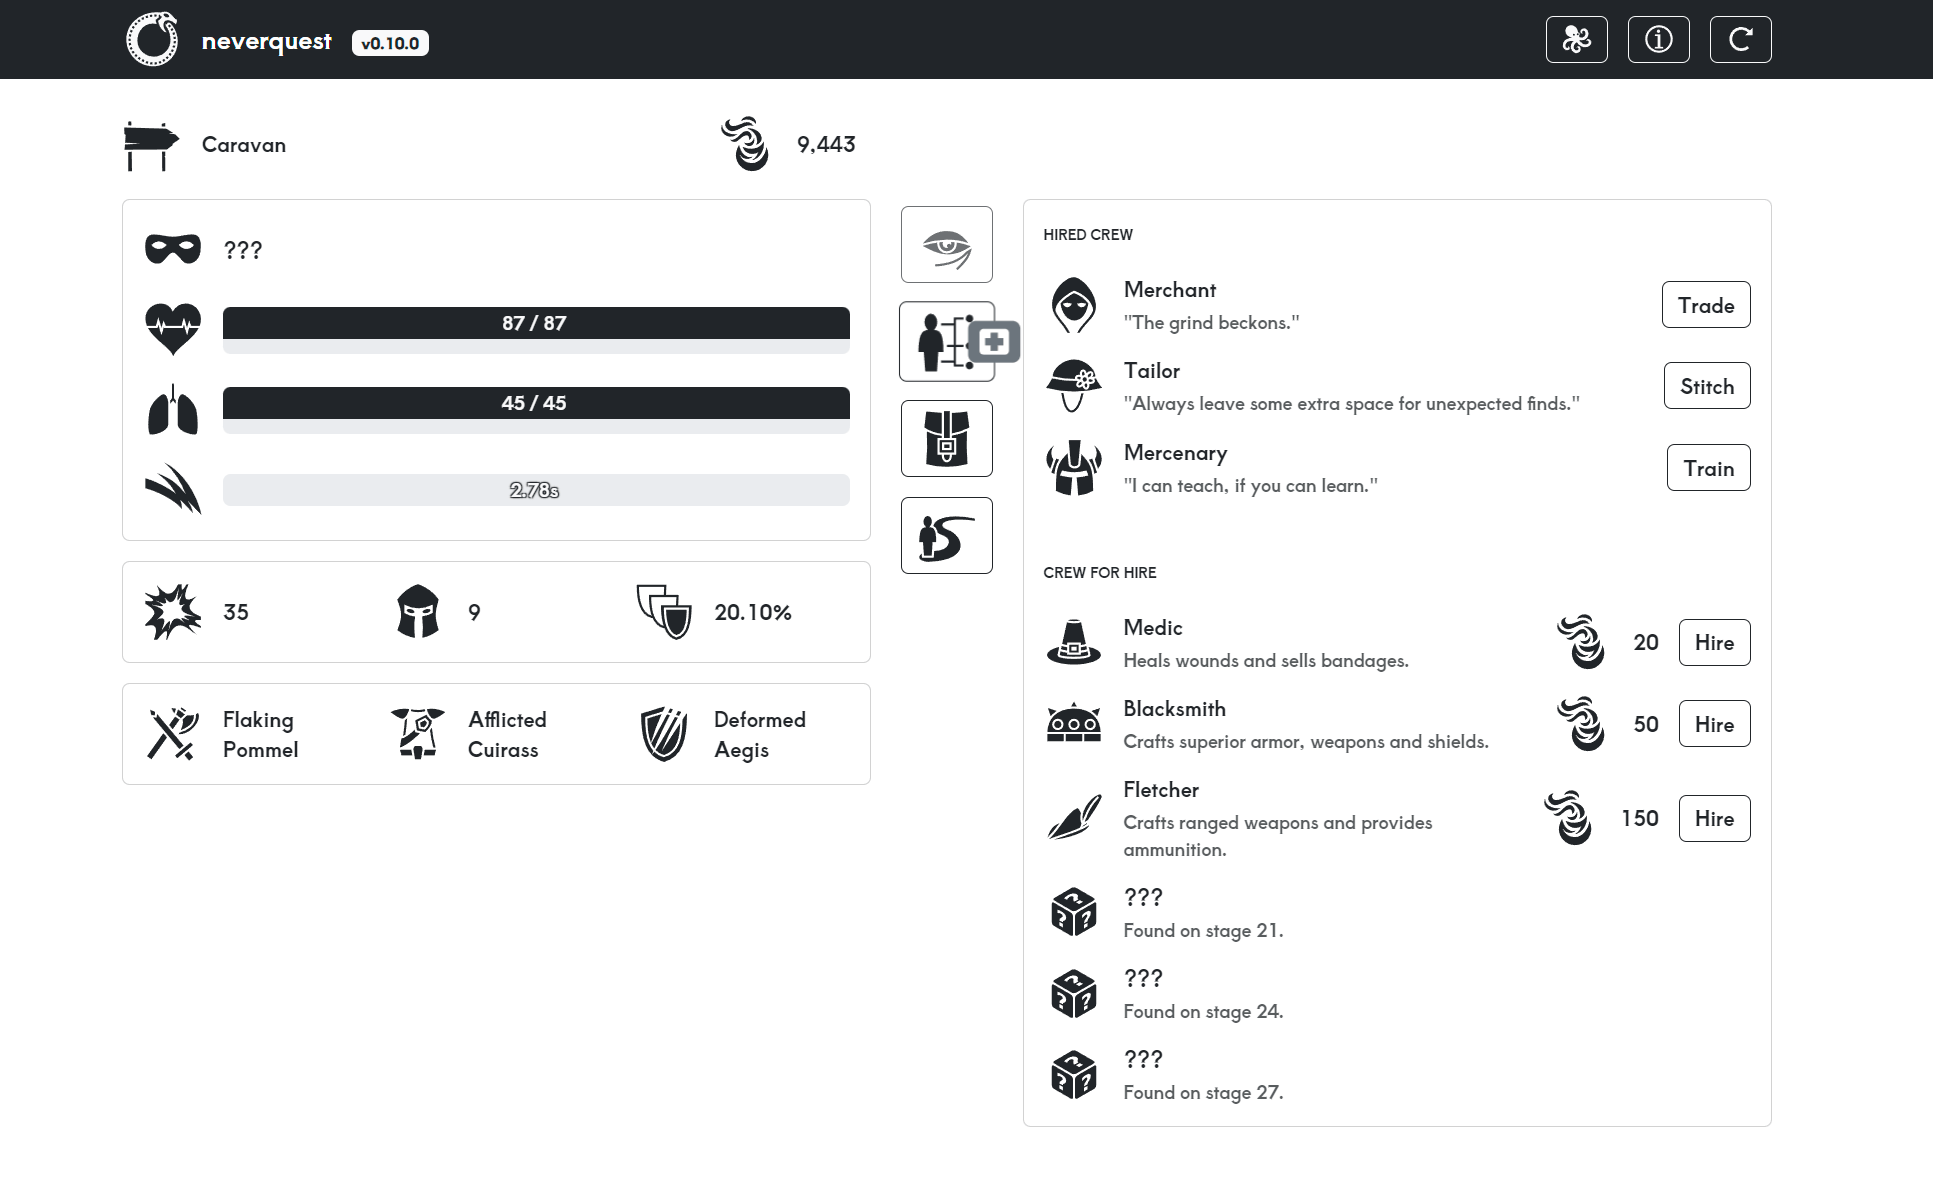 neverquest v0.10.0
Caravan 9,443
???
87 / 87
45 / 45
2.78s
35 9 20.10%
Flaking
Pommel
Afflicted
Cuirass
Deformed
Aegis
HIRED CREW
Merchant
"The grind beckons."
Trade
Tailor
"Always leave some extra space for unexpected finds."
Stitch
Mercenary
"I can teach, if you can learn."
Train
CREW FOR HIRE
Medic
Heals wounds and sells bandages.
20 Hire
Blacksmith
Crafts superior armor, weapons and shields.
50 Hire
Fletcher
Crafts ranged weapons and provides
ammunition.
150 Hire
???
Found on stage 21.
???
Found on stage 24.
???
Found on stage 27.